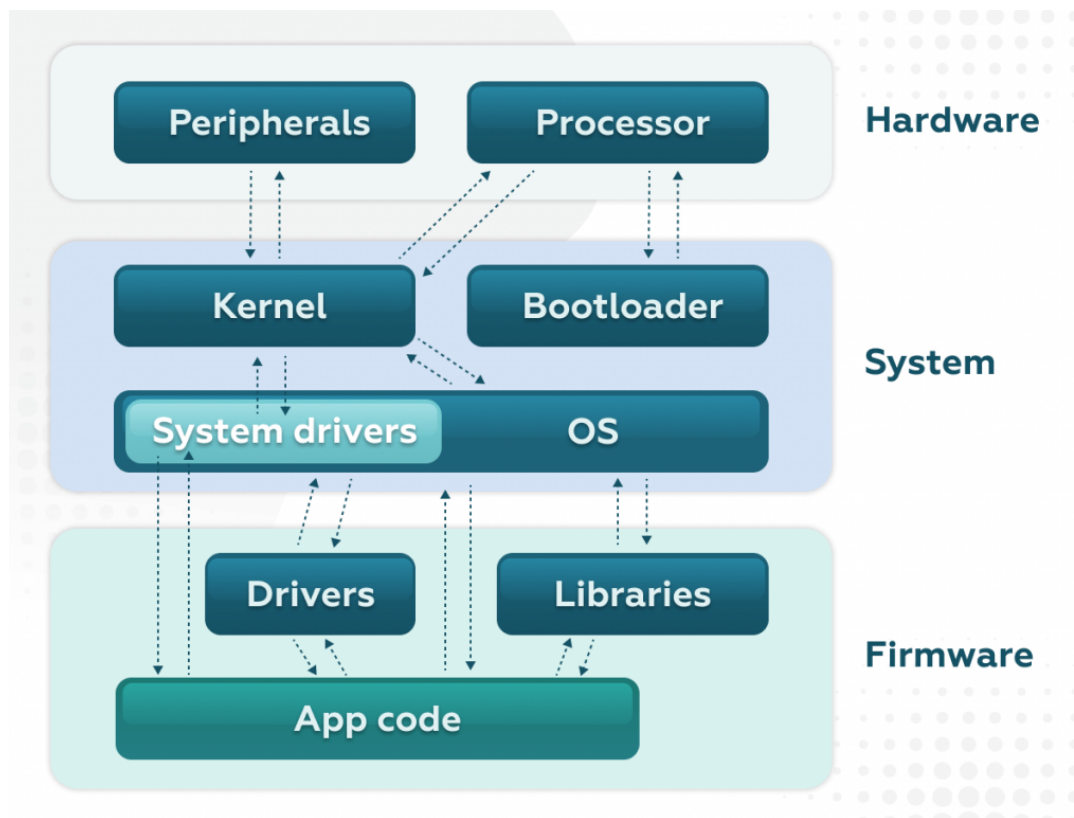 Peripherals
Processor
Hardware
Kernel
Bootloader
System
System drivers
OS
Drivers
Libraries
Firmware
App code